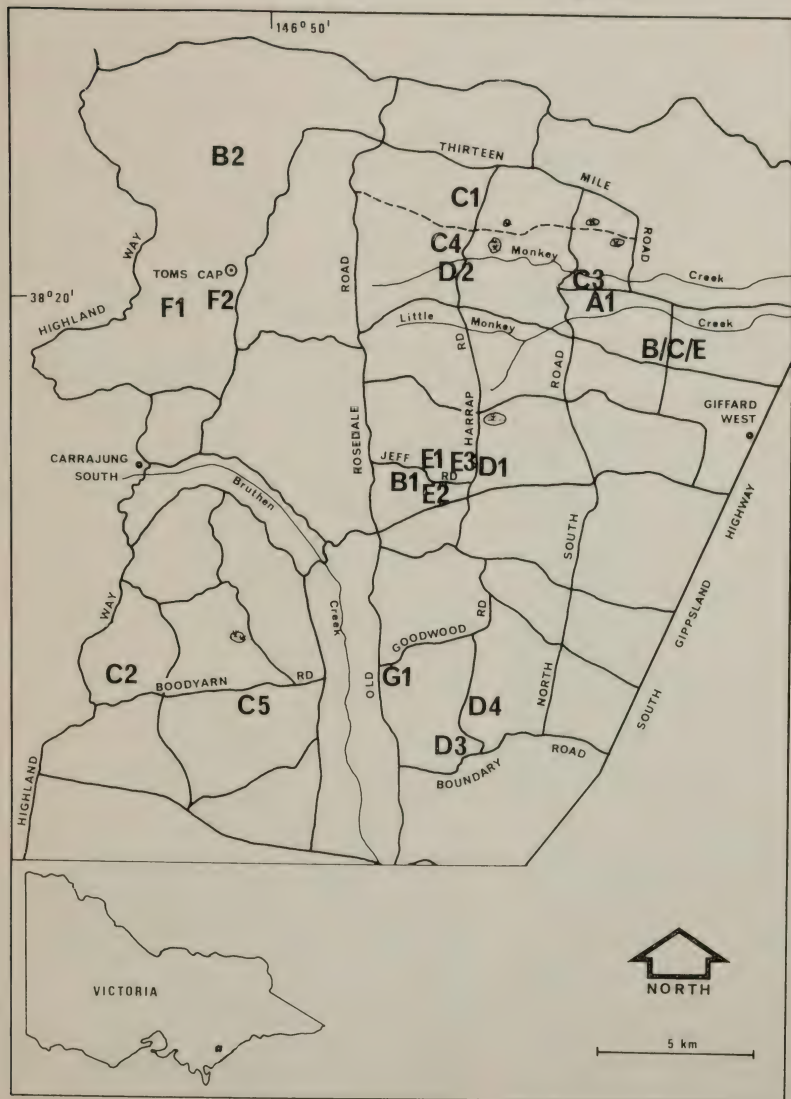 146° 50'
B2
THIRTEEN
MILE
ROAD
C1
WAY
C4
Monkey
Creek
TOMS CAP
D2
C3
38° 20'
HIGHLAND
F1
F2
ROAD
A1
Little
Monkey
Creek
RD
ROAD
B/C/E
GIFFARD
WEST
HARRAP
ROSEDALE
CARRAJUNG
SOUTH
JEFF
RD
E1
E3
D1
B1
E2
Bruthen
Creek
SOUTH
HIGHWAY
WAY
GIPPSLAND
RD
GOODWOOD
C2
BOODYARN
RD
OLD
G1
NORTH
C5
D4
D3
SOUTH
BOUNDARY
ROAD
HIGHLAND
VICTORIA
NORTH
5 km